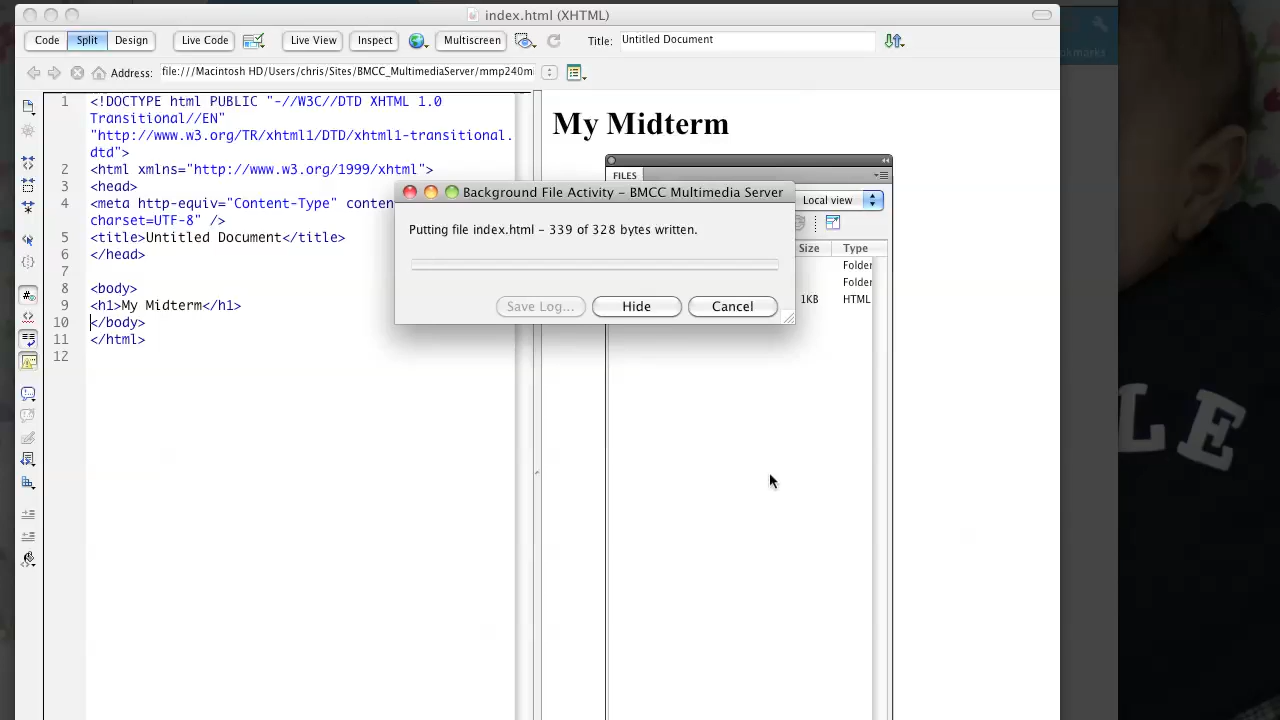 index.html (XHTML)
Code Split Design Live Code Live View Inspect Multiscreen Title: Untitled Document
Address: file:///Macintosh HD/Users/chris/Sites/BMCC_MultimediaServer/mmp240m
1 <!DOCTYPE html PUBLIC "-//W3C//DTD XHTML 1.0
Transitional//EN"
"http://www.w3.org/TR/xhtml1/DTD/xhtml1-transitional.
dtd">
2 <html xmlns="http://www.w3.org/1999/xhtml">
3 <head>
4 <meta http-equiv="Content-Type" conten
charset=UTF-8" />
5 <title>Untitled Document</title>
6 </head>
7
8 <body>
9 <h1>My Midterm</h1>
10 </body>
11 </html>
12
My Midterm
FILES
Local view
Size Type
Folder
Folder
1KB HTML
Background File Activity – BMCC Multimedia Server
Putting file index.html – 339 of 328 bytes written.
Save Log... Hide Cancel
okmarks
LE